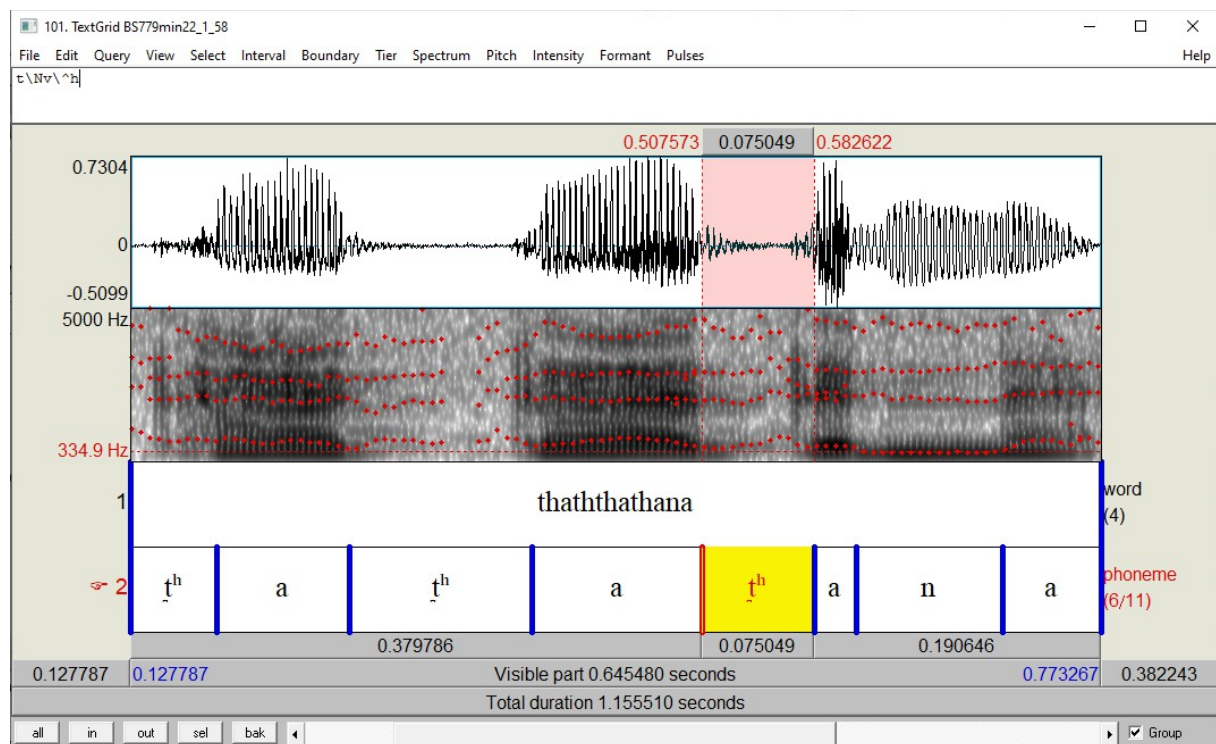 101. TextGrid BS779min22_1_58
File Edit Query View Select Interval Boundary Tier Spectrum Pitch Intensity Formant Pulses Help
t\Nv\^h
0.507573 0.075049 0.582622
0.7304
0
-0.5099
5000 Hz
334.9 Hz
1 thaththathana word
(4)
2 t̯ʰ a t̯ʰ a t̯ʰ a n a phoneme
(6/11)
0.379786 0.075049 0.190646
0.127787 0.127787 Visible part 0.645480 seconds 0.773267 0.382243
Total duration 1.155510 seconds
all in out sel bak Group